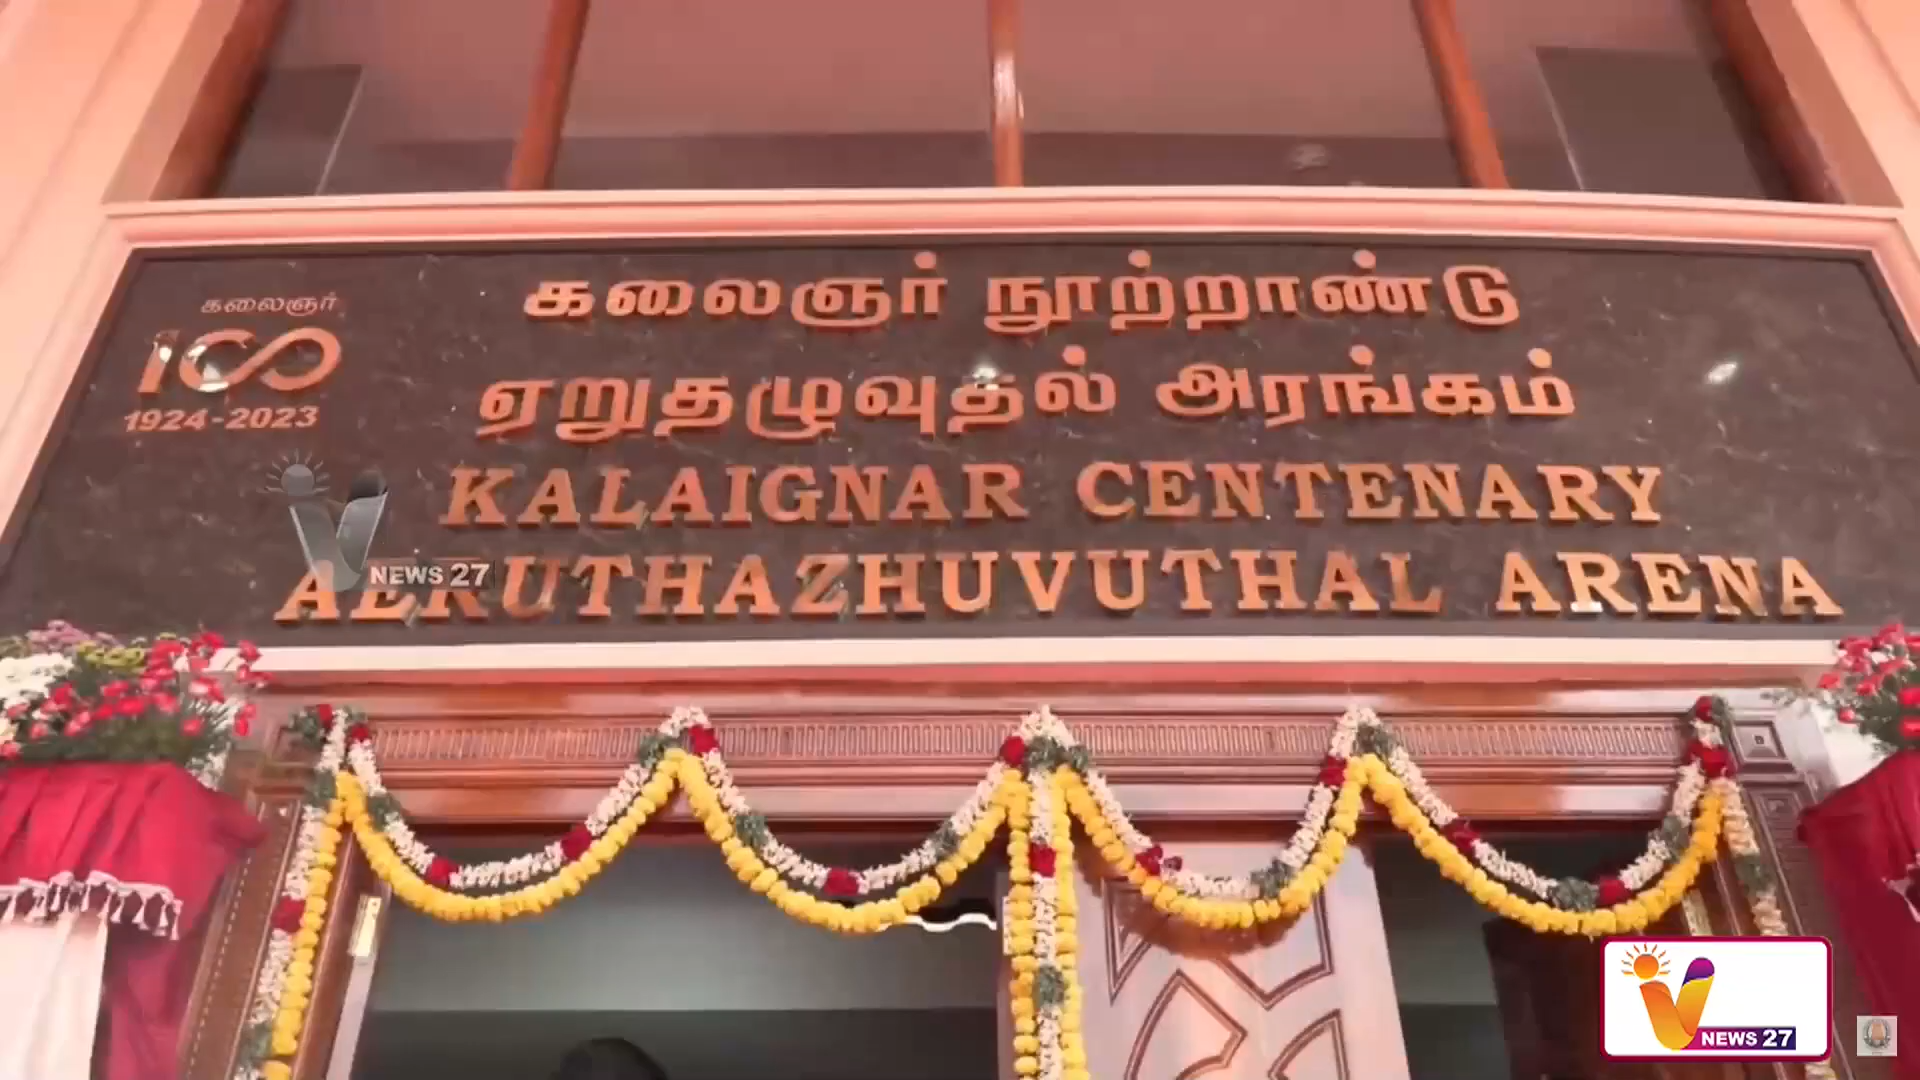 கலைஞர்
100
1924-2023
கலைஞர் நூற்றாண்டு
ஏறுதழுவுதல் அரங்கம்
KALAIGNAR CENTENARY
AERUTHAZHUVUTHAL ARENA
NEWS 27
NEWS 27